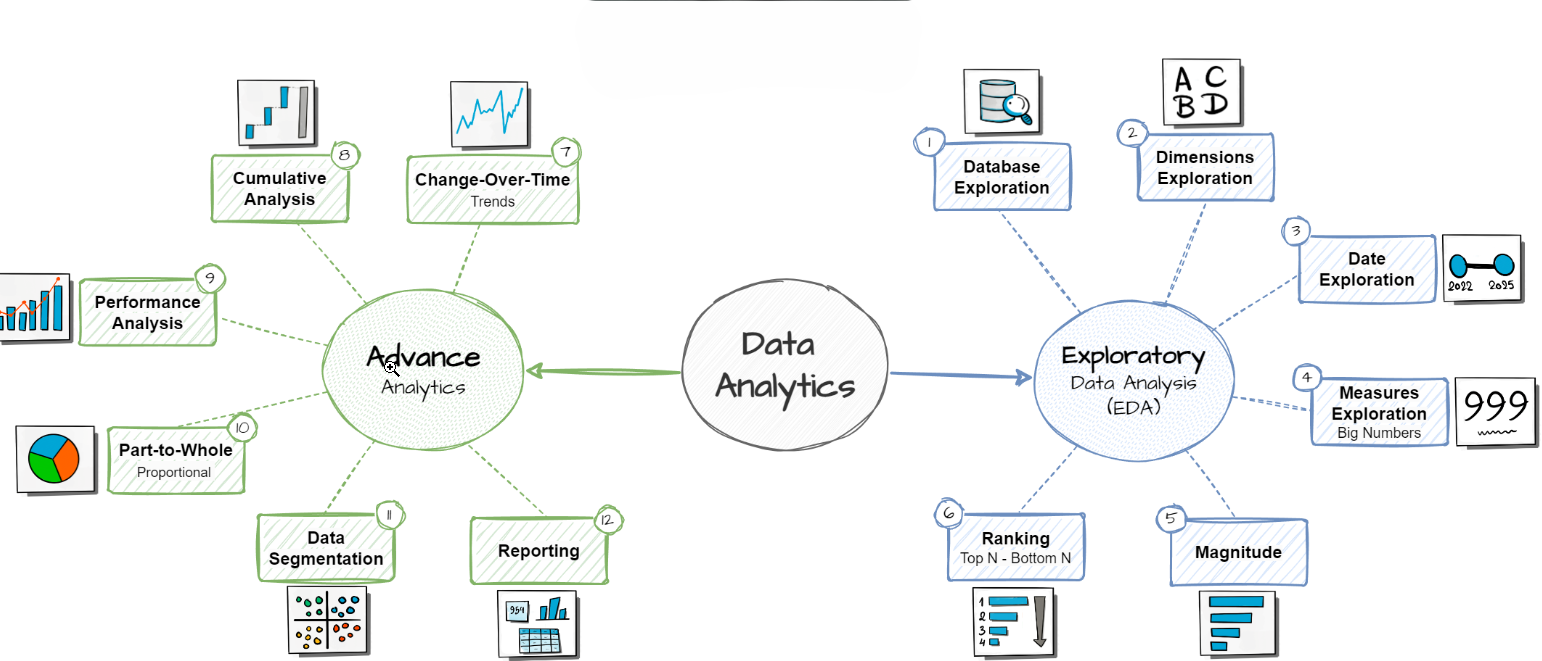 Data
Analytics
Exploratory
Data Analysis
(EDA)
1
Database
Exploration
2
A C
B D
Dimensions
Exploration
3
Date
Exploration
2022 2025
4
Measures
Exploration
Big Numbers
999
5
Magnitude
6
Ranking
Top N - Bottom N
1
2
3
4
Advance
Analytics
7
Change-Over-Time
Trends
8
Cumulative
Analysis
9
Performance
Analysis
10
Part-to-Whole
Proportional
11
Data
Segmentation
12
Reporting